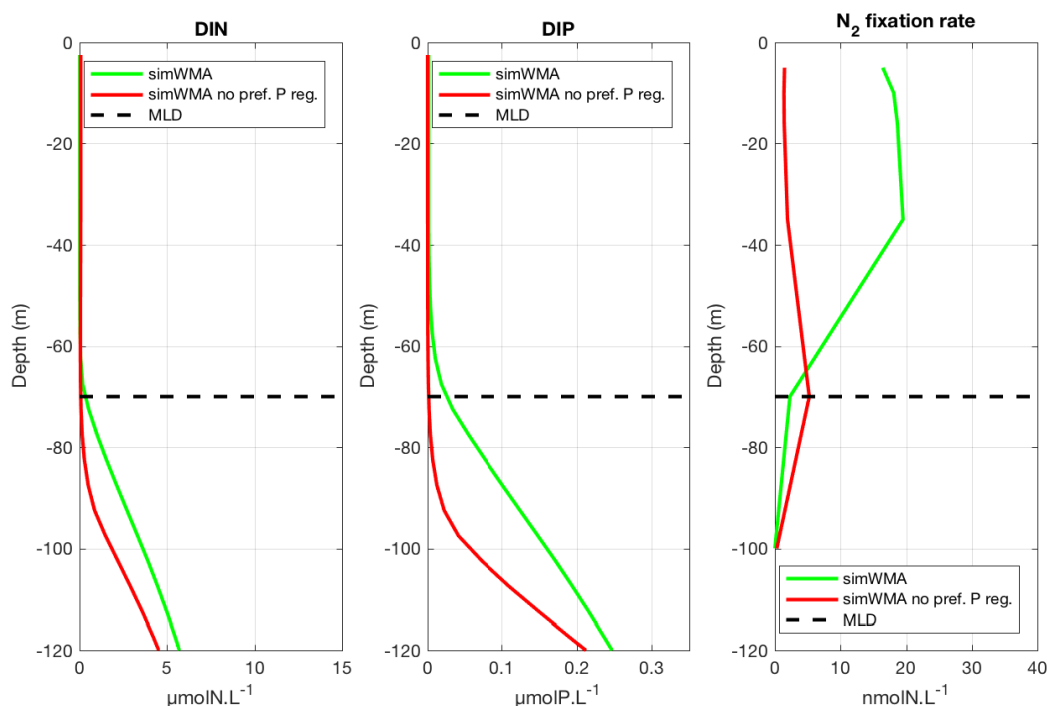 DIN
0
-20
-40
-60
-80
-100
-120
Depth (m)
simWMA
simWMA no pref. P reg.
MLD
0 5 10 15
µmolN.L⁻¹
DIP
0
-20
-40
-60
-80
-100
-120
Depth (m)
simWMA
simWMA no pref. P reg.
MLD
0 0.1 0.2 0.3
µmolP.L⁻¹
N₂ fixation rate
0
-20
-40
-60
-80
-100
-120
Depth (m)
simWMA
simWMA no pref. P reg.
MLD
0 10 20 30 40
nmolN.L⁻¹